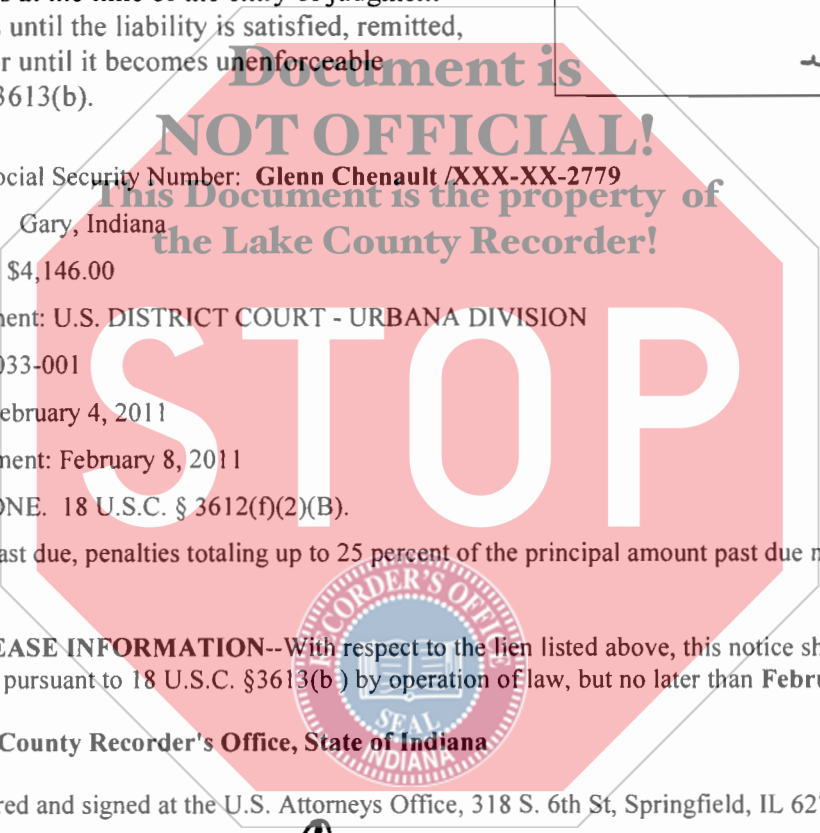 until the liability is satisfied, remitted,
r until it becomes unenforceable
3613(b).
Document is
NOT OFFICIAL!
This Document is the property of
the Lake County Recorder!
ocial Security Number: Glenn Chenault /XXX-XX-2779
Gary, Indiana
$4,146.00
nent: U.S. DISTRICT COURT - URBANA DIVISION
033-001
ebruary 4, 2011
ment: February 8, 2011
ONE. 18 U.S.C. § 3612(f)(2)(B).
ast due, penalties totaling up to 25 percent of the principal amount past due
STOP
EASE INFORMATION--With respect to the lien listed above, this notice sh
pursuant to 18 U.S.C. §3613(b ) by operation of law, but no later than Febru
RECORDER'S OFFICE
SEAL
INDIANA
County Recorder's Office, State of Indiana
red and signed at the U.S. Attorneys Office, 318 S. 6th St, Springfield, IL 627